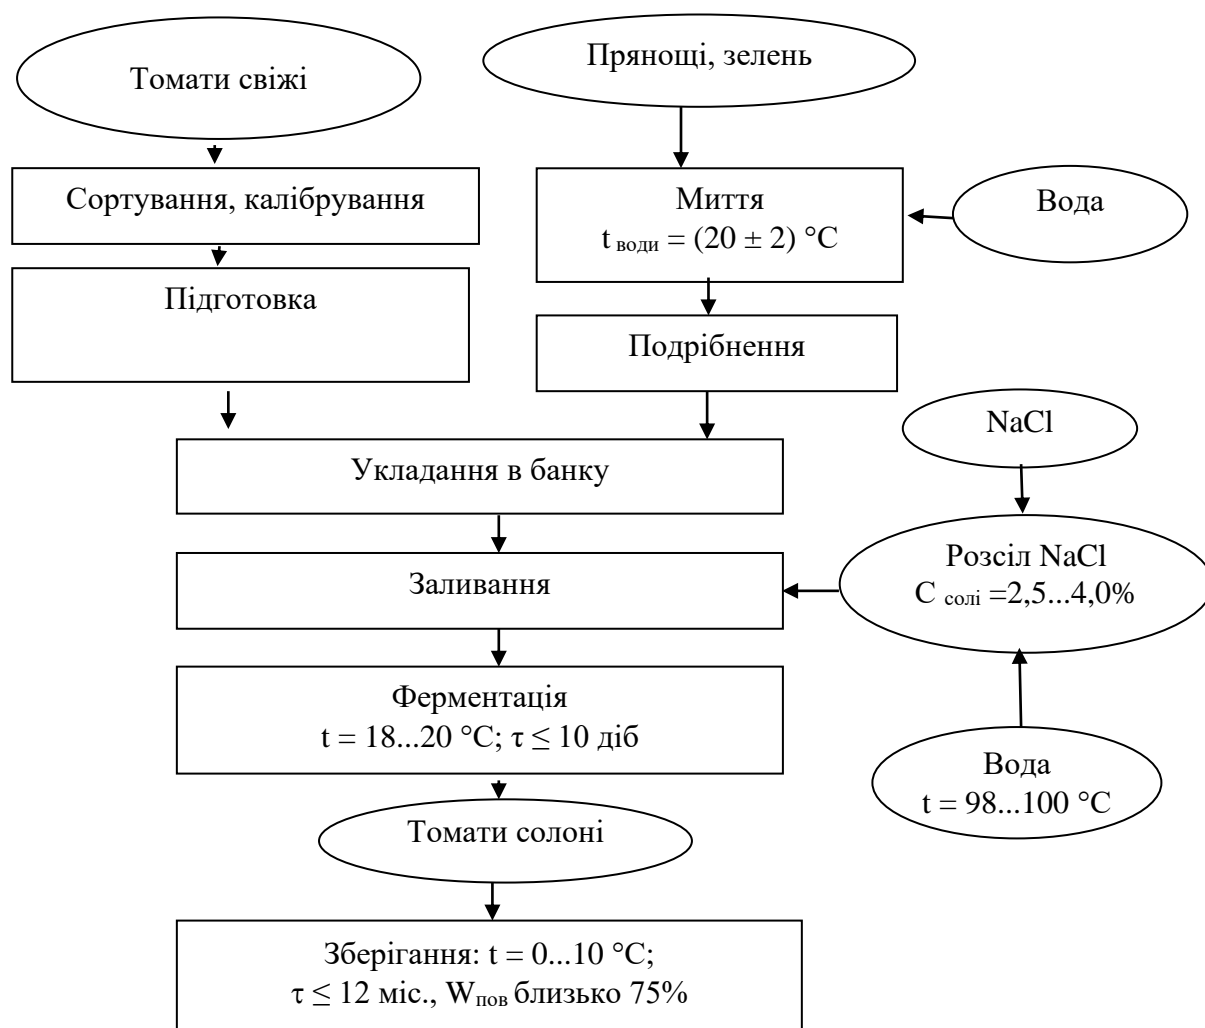 Томати свіжі
Прянощі, зелень
Сортування, калібрування
Миття
t води = (20 ± 2) °С
Вода
Підготовка
Подрібнення
NaCl
Укладання в банку
Розсіл NaCl
С солі =2,5...4,0%
Заливання
Ферментація
t = 18...20 °С; τ ≤ 10 діб
Вода
t = 98...100 °С
Томати солоні
Зберігання: t = 0...10 °С;
τ ≤ 12 міс., Wпов близько 75%